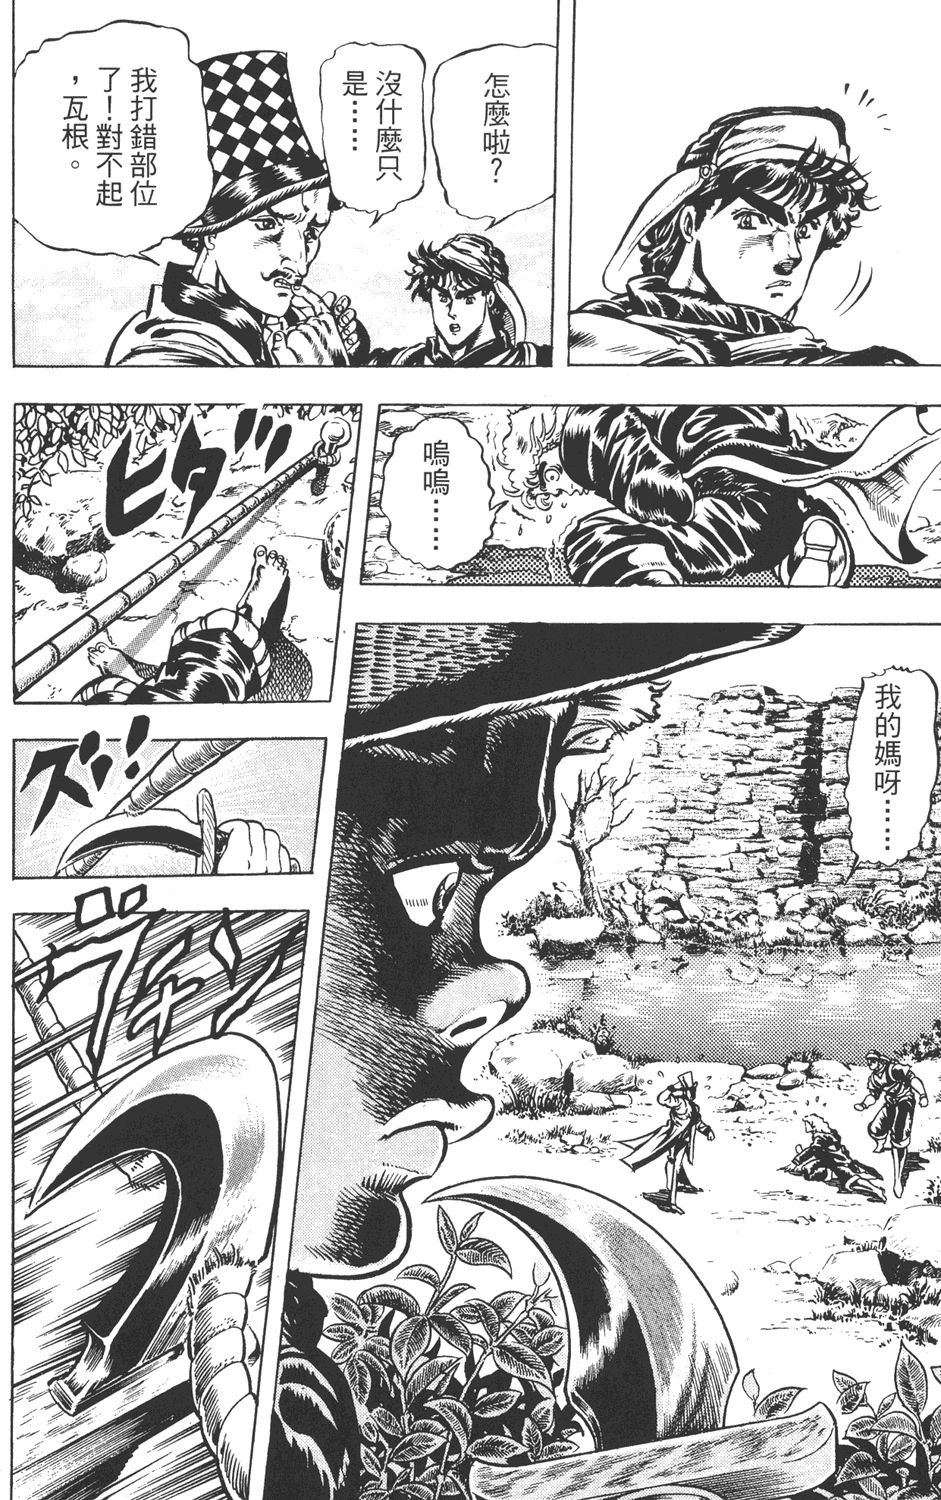 怎麼啦？
沒什麼只
是……
我打錯部位
了！對不起
，瓦根。
嗚
嗚……
ヒタッ
我的媽呀……
ズッ！
ヴォン